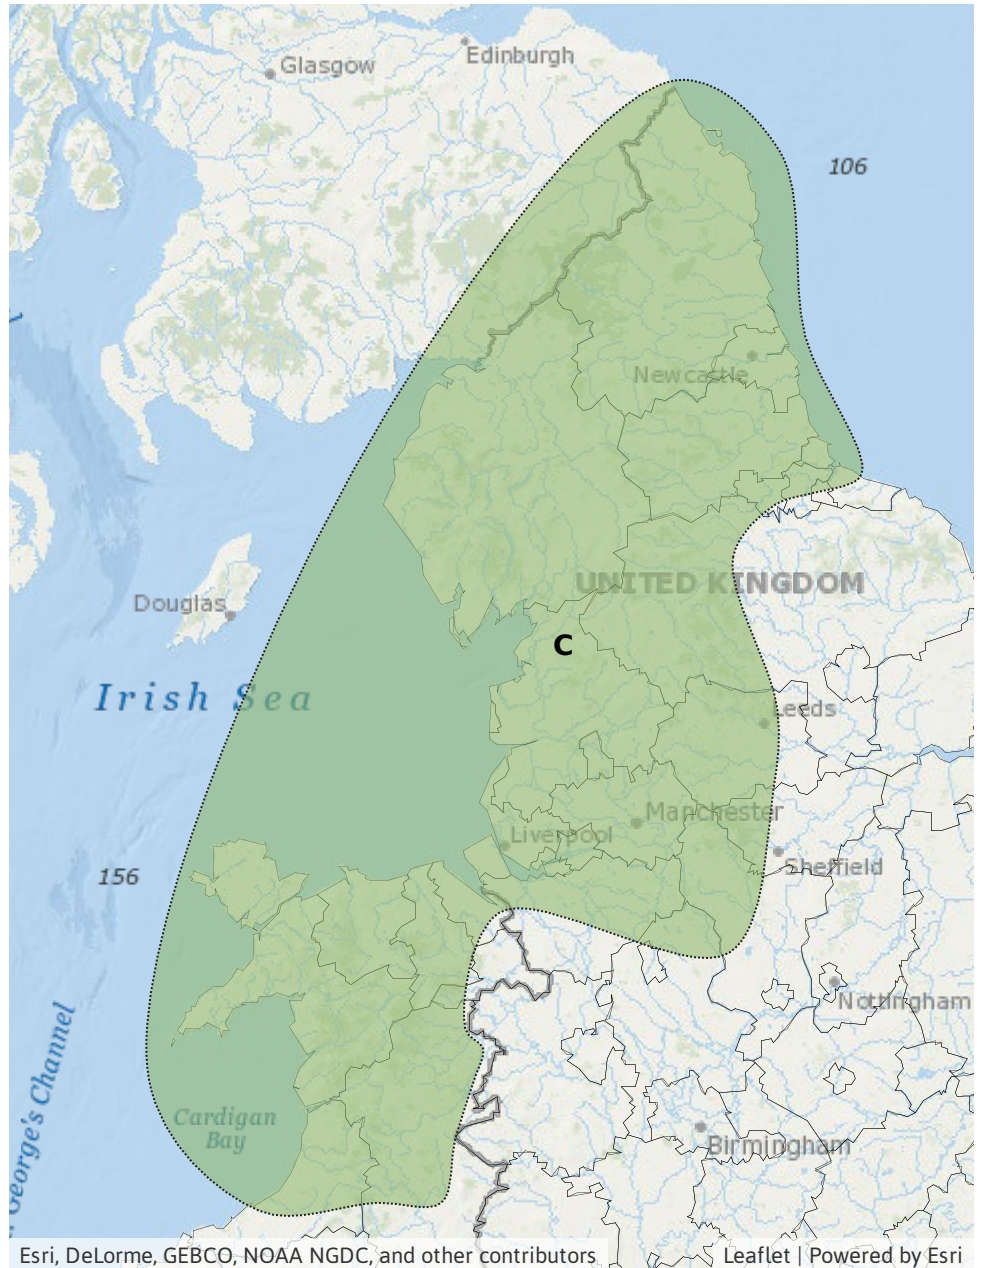 Glasgow
Edinburgh
106
Newcastle
UNITED KINGDOM
Douglas
C
Irish Sea
Leeds
Manchester
Liverpool
Sheffield
156
Nottingham
George's Channel
Cardigan
Bay
Birmingham
Esri, DeLorme, GEBCO, NOAA NGDC, and other contributors
Leaflet | Powered by Esri